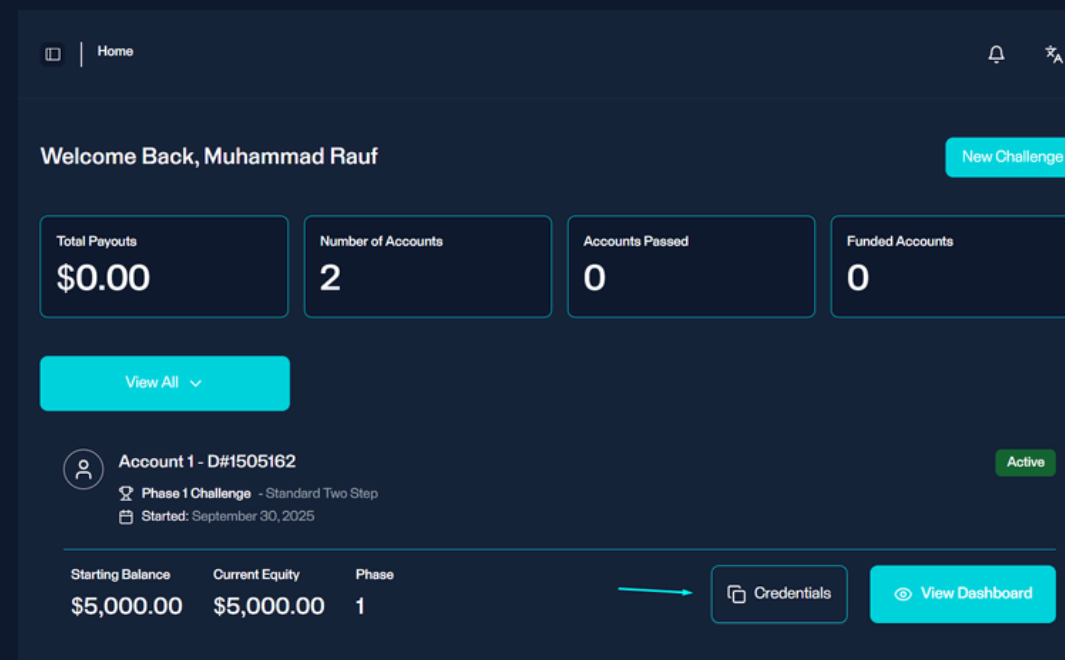 Home
Welcome Back, Muhammad Rauf
New Challenge
Total Payouts
$0.00
Number of Accounts
2
Accounts Passed
0
Funded Accounts
0
View All
Account 1 - D#1505162
Active
Phase 1 Challenge - Standard Two Step
Started: September 30, 2025
Starting Balance
$5,000.00
Current Equity
$5,000.00
Phase
1
Credentials
View Dashboard